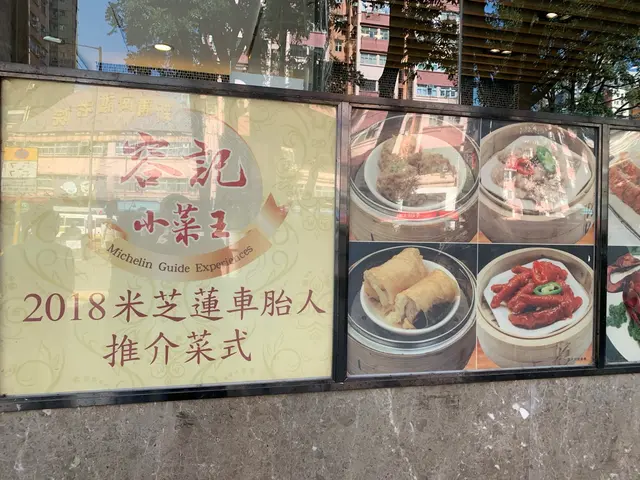 容記
小菜王
Michelin Guide Experiences
2018米芝蓮車胎人
推介菜式